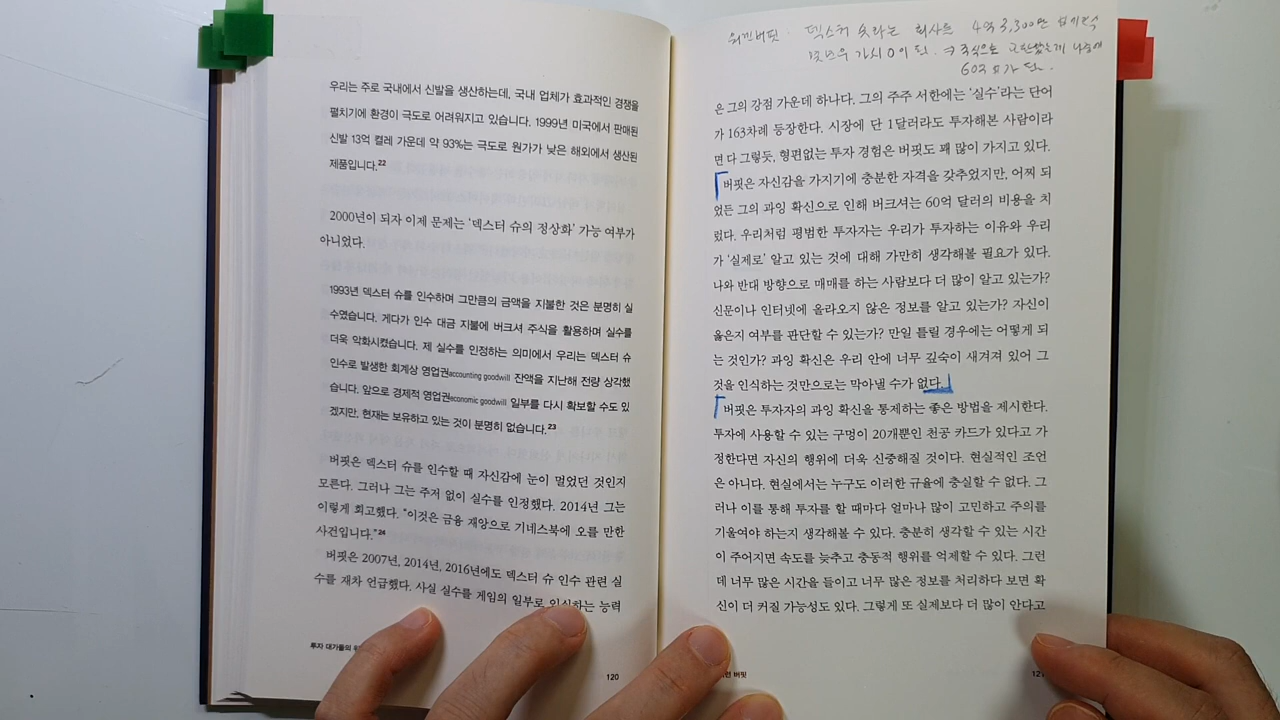 우리는 주로 국내에서 신발을 생산하는데, 국내 업체가 효과적인 경쟁을
펼치기에 환경이 극도로 어려워지고 있습니다. 1999년 미국에서 판매된
신발 13억 켤레 가운데 약 93%는 극도로 원가가 낮은 해외에서 생산된
제품입니다.22
2000년이 되자 이제 문제는 ‘덱스터 슈의 정상화’ 가능 여부가
아니었다.
1993년 덱스터 슈를 인수하며 그만큼의 금액을 지불한 것은 분명히 실
수였습니다. 게다가 인수 대금 지불에 버크셔 주식을 활용하며 실수를
더욱 악화시켰습니다. 제 실수를 인정하는 의미에서 우리는 덱스터 슈
인수로 발생한 회계상 영업권accounting goodwill 잔액을 지난해 전량 상각했
습니다. 앞으로 경제적 영업권economic goodwill 일부를 다시 확보할 수도 있
겠지만, 현재는 보유하고 있는 것이 분명히 없습니다.23
버핏은 덱스터 슈를 인수할 때 자신감에 눈이 멀었던 것인지
모른다. 그러나 그는 주저 없이 실수를 인정했다. 2014년 그는
이렇게 회고했다. “이것은 금융 재앙으로 기네스북에 오를 만한
사건입니다.”24
버핏은 2007년, 2014년, 2016년에도 덱스터 슈 인수 관련 실
수를 재차 언급했다. 사실 실수를 게임의 일부로 인식하는 능력
투자 대가들의
120
워렌버핏. 덱스터 슈라는 회사를 4억 3,300만
가치 0이 됨. → 주식으로
60조
은 그의 강점 가운데 하나다. 그의 주주 서한에는 ‘실수’라는 단어
가 163차례 등장한다. 시장에 단 1달러라도 투자해본 사람이라
면 다 그렇듯, 형편없는 투자 경험은 버핏도 꽤 많이 가지고 있다.
버핏은 자신감을 가지기에 충분한 자격을 갖추었지만, 어찌 되
었든 그의 과잉 확신으로 인해 버크셔는 60억 달러의 비용을 치
렀다. 우리처럼 평범한 투자자는 우리가 투자하는 이유와 우리
가 ‘실제로’ 알고 있는 것에 대해 가만히 생각해볼 필요가 있다.
나와 반대 방향으로 매매를 하는 사람보다 더 많이 알고 있는가?
신문이나 인터넷에 올라오지 않은 정보를 알고 있는가? 자신이
옳은지 여부를 판단할 수 있는가? 만일 틀릴 경우에는 어떻게 되
는 것인가? 과잉 확신은 우리 안에 너무 깊숙이 새겨져 있어 그
것을 인식하는 것만으로는 막아낼 수가 없다.
버핏은 투자자의 과잉 확신을 통제하는 좋은 방법을 제시한다.
투자에 사용할 수 있는 구멍이 20개뿐인 천공 카드가 있다고 가
정한다면 자신의 행위에 더욱 신중해질 것이다. 현실적인 조언
은 아니다. 현실에서는 누구도 이러한 규율에 충실할 수 없다. 그
러나 이를 통해 투자를 할 때마다 얼마나 많이 고민하고 주의를
기울여야 하는지 생각해볼 수 있다. 충분히 생각할 수 있는 시간
이 주어지면 속도를 늦추고 충동적 행위를 억제할 수 있다. 그런
데 너무 많은 시간을 들이고 너무 많은 정보를 처리하다 보면 확
신이 더 커질 가능성도 있다. 그렇게 또 실제보다 더 많이 안다고
버핏